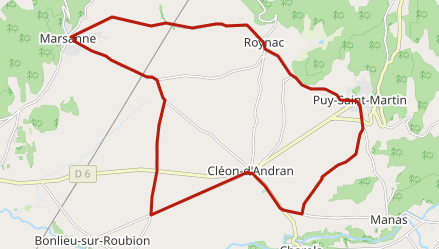 Marsanne
Roynac
Puy-Saint-Martin
Cléon-d'Andran
D 6
Manas
Bonlieu-sur-Roubion